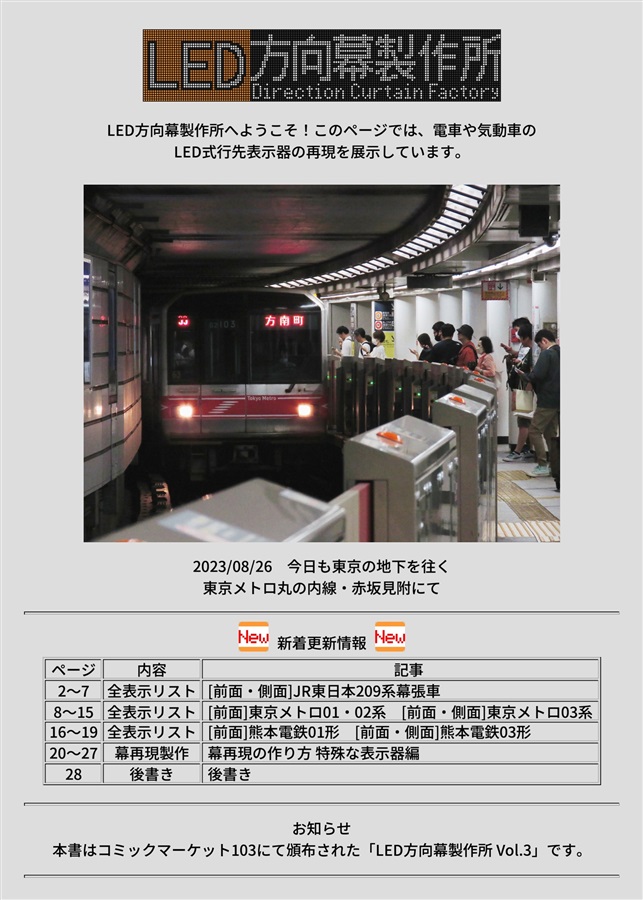 LED方向幕製作所
Direction Curtain Factory
LED方向幕製作所へようこそ！このページでは、電車や気動車の
LED式行先表示器の再現を展示しています。
方南町
Tokyo Metro
2023/08/26　今日も東京の地下を往く
東京メトロ丸の内線・赤坂見附にて
New 新着更新情報 New
ページ 内容 記事
2～7 全表示リスト [前面・側面]JR東日本209系幕張車
8～15 全表示リスト [前面]東京メトロ01・02系　[前面・側面]東京メトロ03系
16～19 全表示リスト [前面]熊本電鉄01形　[前面・側面]熊本電鉄03形
20～27 幕再現製作 幕再現の作り方 特殊な表示器編
28 後書き 後書き
お知らせ
本書はコミックマーケット103にて頒布された「LED方向幕製作所 Vol.3」です。